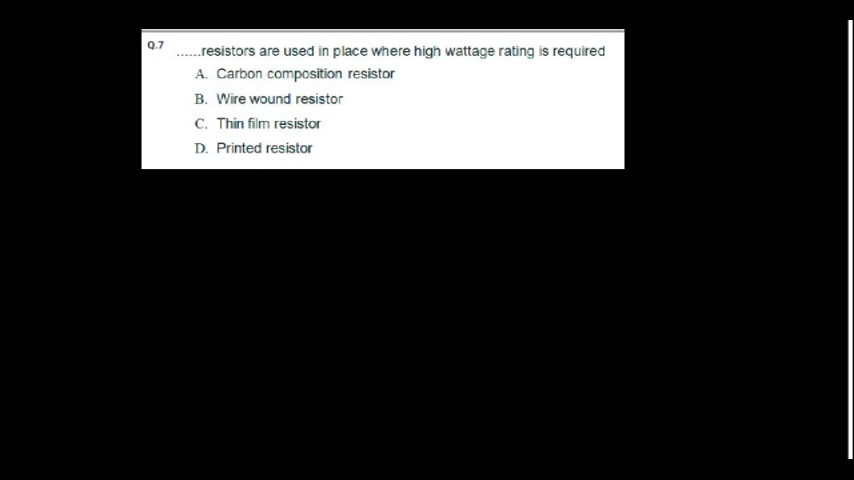 Q.7 ......resistors are used in place where high wattage rating is required
A. Carbon composition resistor
B. Wire wound resistor
C. Thin film resistor
D. Printed resistor